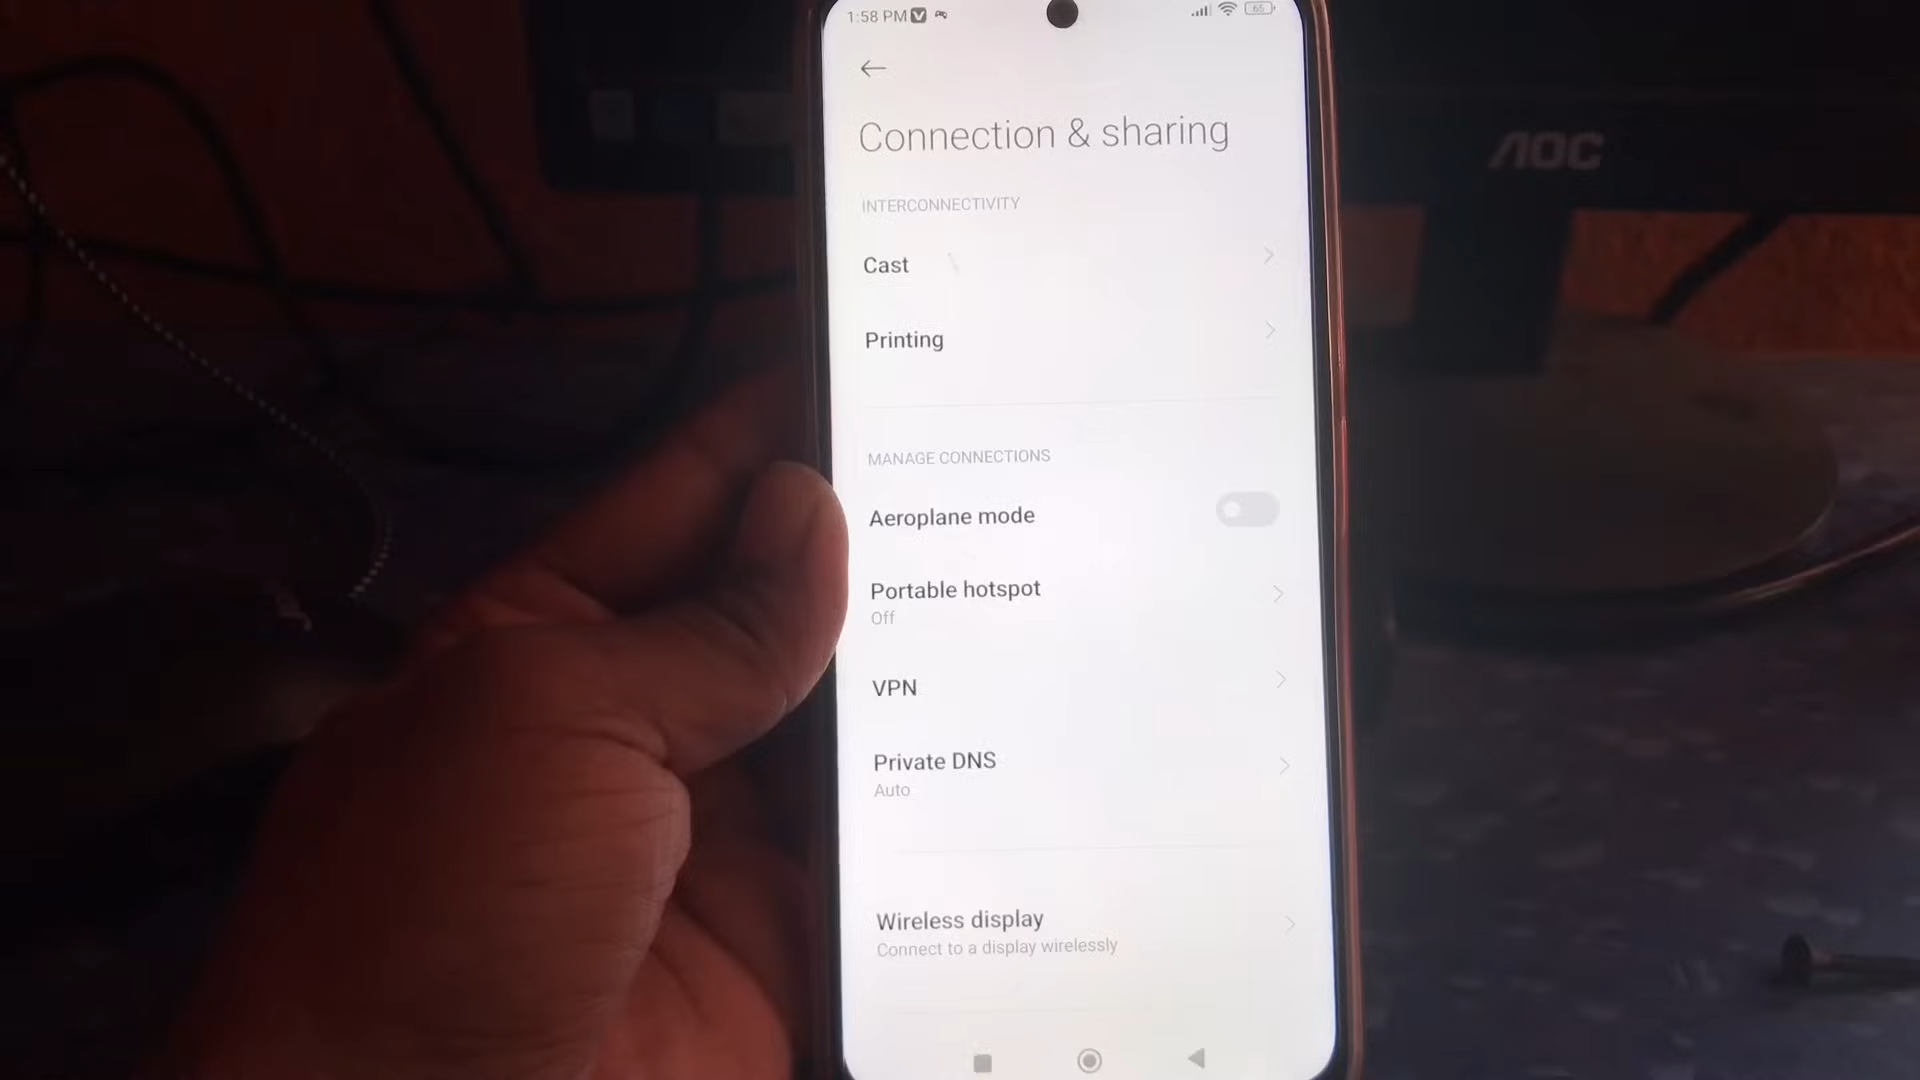 1:58 PM
65
Connection & sharing
INTERCONNECTIVITY
Cast
Printing
MANAGE CONNECTIONS
Aeroplane mode
Portable hotspot
Off
VPN
Private DNS
Auto
Wireless display
Connect to a display wirelessly
AOC